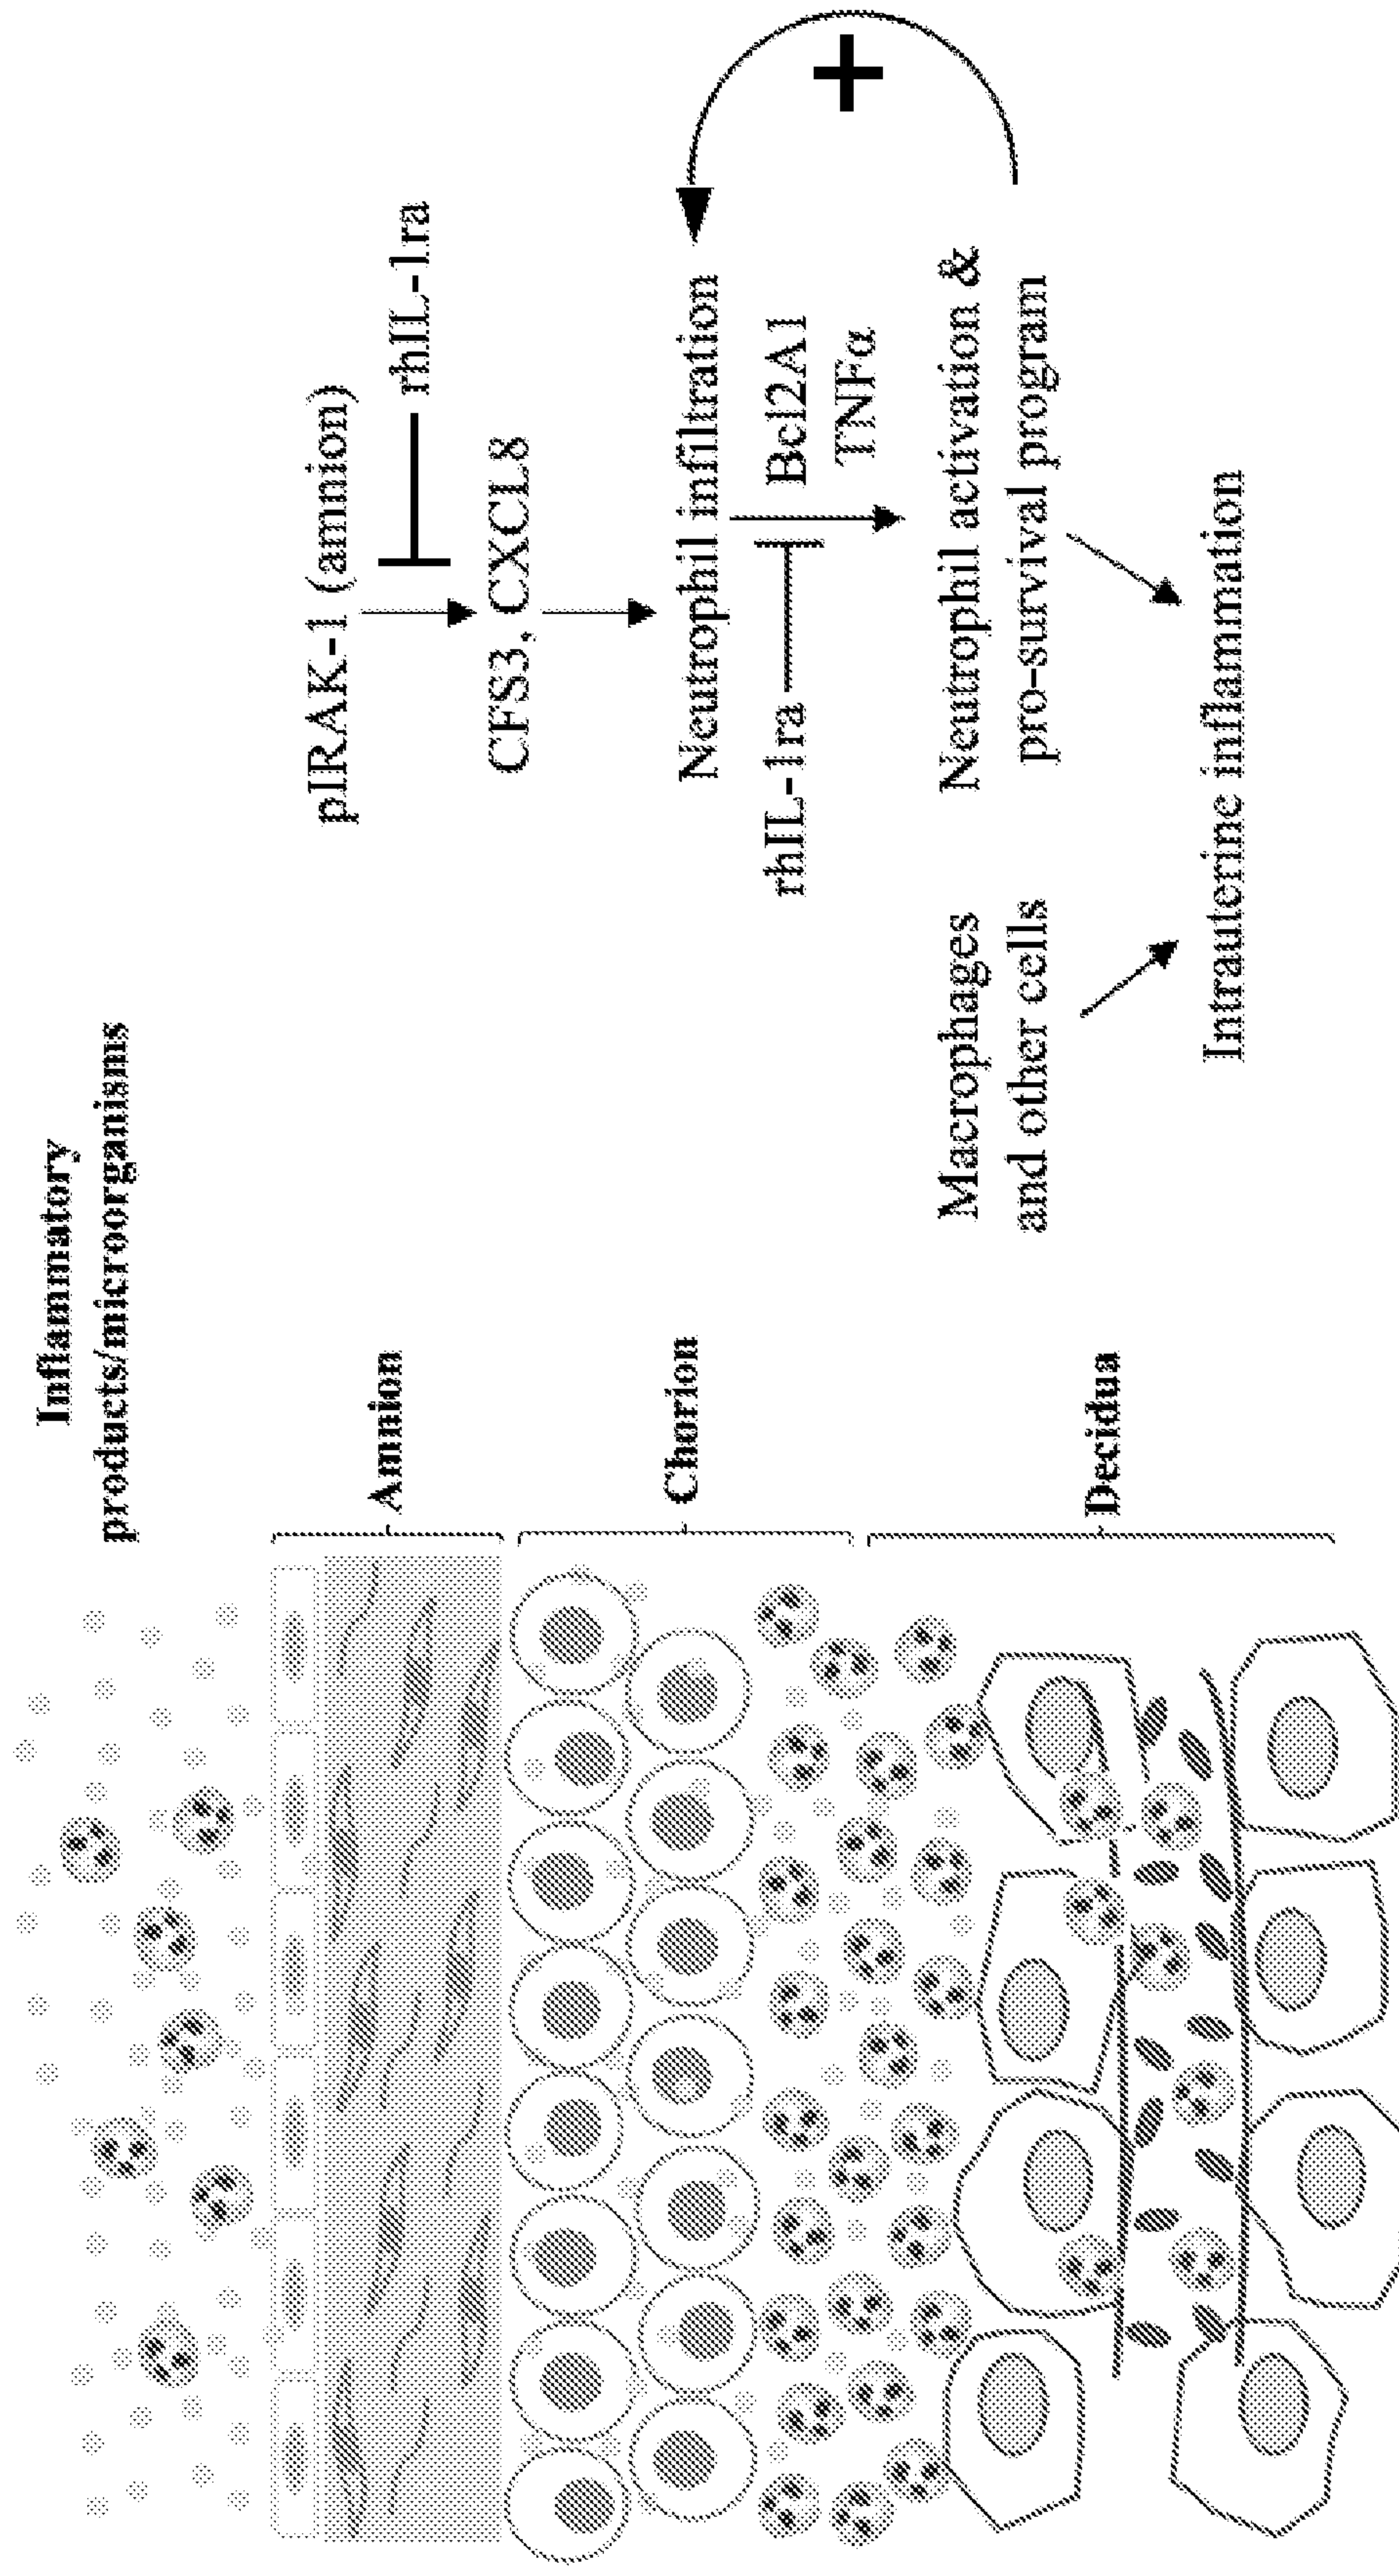 Inflammatory
products/microorganisms
Amnion
Chorion
Decidua
pIRAK-1 (amnion)
rhIL-1ra
CFS3, CXCL8
Neutrophil infiltration
+
rhIL-1ra
Bcl2A1
TNFα
Macrophages
and other cells
Neutrophil activation &
pro-survival program
Intrauterine inflammation